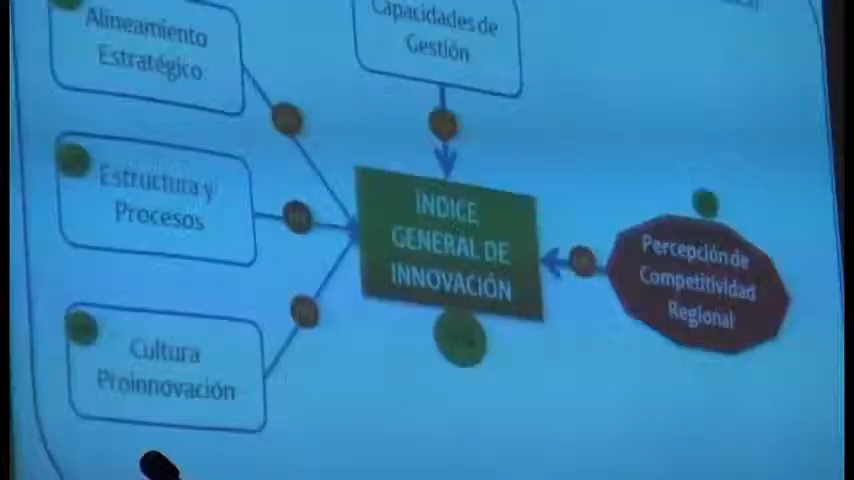 Alineamiento
Estratégico
Capacidades de
Gestión
Estructura y
Procesos
INDICE
GENERAL DE
INNOVACIÓN
Percepción de
Competitividad
Regional
Cultura
Proinnovación